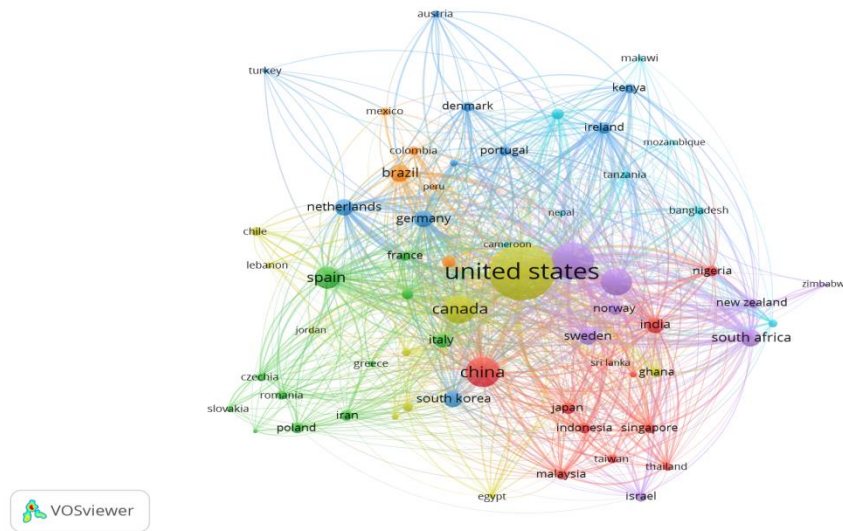 austria
malawi
turkey
kenya
denmark
mexico
ireland
mozambique
colombia
portugal
brazil
tanzania
peru
netherlands
nepal
bangladesh
germany
chile
cameroon
france
lebanon
united states
nigeria
spain
zimbabw
new zealand
canada
norway
india
jordan
italy
sweden
south africa
greece
sri lanka
china
ghana
czechia
romania
south korea
slovakia
japan
iran
poland
indonesia
singapore
taiwan
malaysia
thailand
egypt
israel
VOSviewer